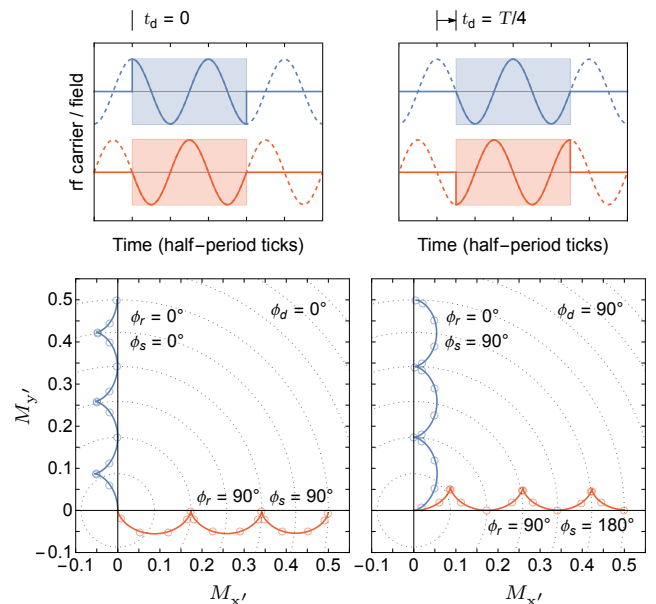 t_d = 0
t_d = T/4
rf carrier / field
Time (half−period ticks)
Time (half−period ticks)
0.5
0.4
0.3
0.2
0.1
0
−0.1
M_y′
ϕ_r = 0°
ϕ_s = 0°
ϕ_d = 0°
ϕ_r = 90°
ϕ_s = 90°
−0.1
0
0.1
0.2
0.3
0.4
0.5
M_x′
ϕ_r = 0°
ϕ_s = 90°
ϕ_d = 90°
ϕ_r = 90°
ϕ_s = 180°
−0.1
0
0.1
0.2
0.3
0.4
0.5
M_x′